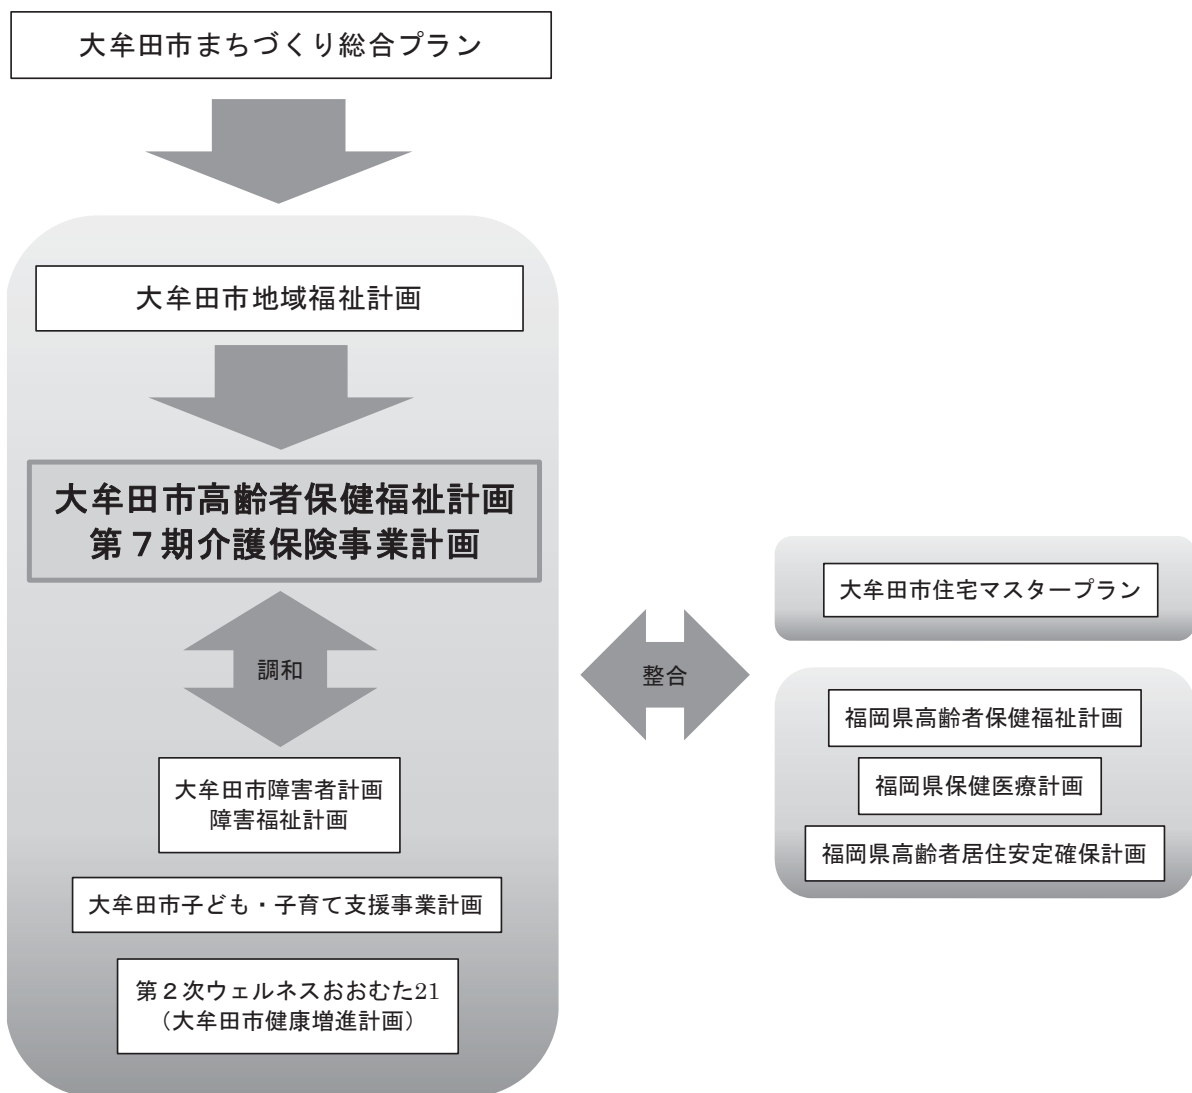 大牟田市まちづくり総合プラン
大牟田市地域福祉計画
大牟田市高齢者保健福祉計画
第７期介護保険事業計画
調和
大牟田市障害者計画
障害福祉計画
大牟田市子ども・子育て支援事業計画
第２次ウェルネスおおむた21
（大牟田市健康増進計画）
整合
大牟田市住宅マスタープラン
福岡県高齢者保健福祉計画
福岡県保健医療計画
福岡県高齢者居住安定確保計画